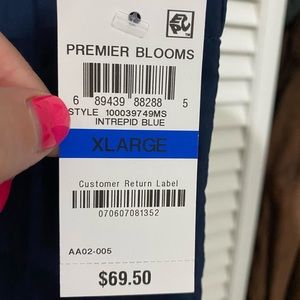 PREMIER BLOOMS
6 89439 88288 5
STYLE 100039749MS
INTREPID BLUE
XLARGE
Customer Return Label
070607081352
AA02-005
$69.50